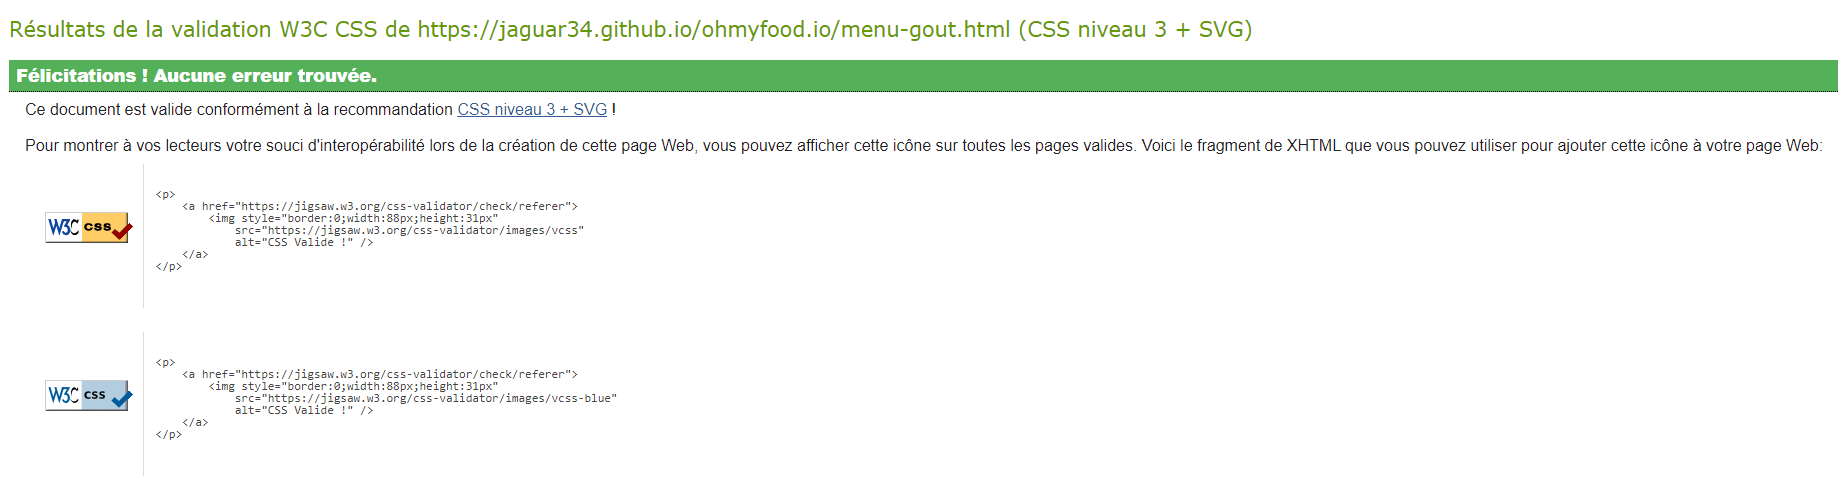 Résultats de la validation W3C CSS de https://jaguar34.github.io/ohmyfood.io/menu-gout.html (CSS niveau 3 + SVG)
Félicitations ! Aucune erreur trouvée.
Ce document est valide conformément à la recommandation CSS niveau 3 + SVG !
Pour montrer à vos lecteurs votre souci d'interopérabilité lors de la création de cette page Web, vous pouvez afficher cette icône sur toutes les pages valides. Voici le fragment de XHTML que vous pouvez utiliser pour ajouter cette icône à votre page Web:
W3C css
<p>
<a href="https://jigsaw.w3.org/css-validator/check/referer">
<img style="border:0;width:88px;height:31px"
src="https://jigsaw.w3.org/css-validator/images/vcss"
alt="CSS Valide !" />
</a>
</p>
W3C css
<p>
<a href="https://jigsaw.w3.org/css-validator/check/referer">
<img style="border:0;width:88px;height:31px"
src="https://jigsaw.w3.org/css-validator/images/vcss-blue"
alt="CSS Valide !" />
</a>
</p>